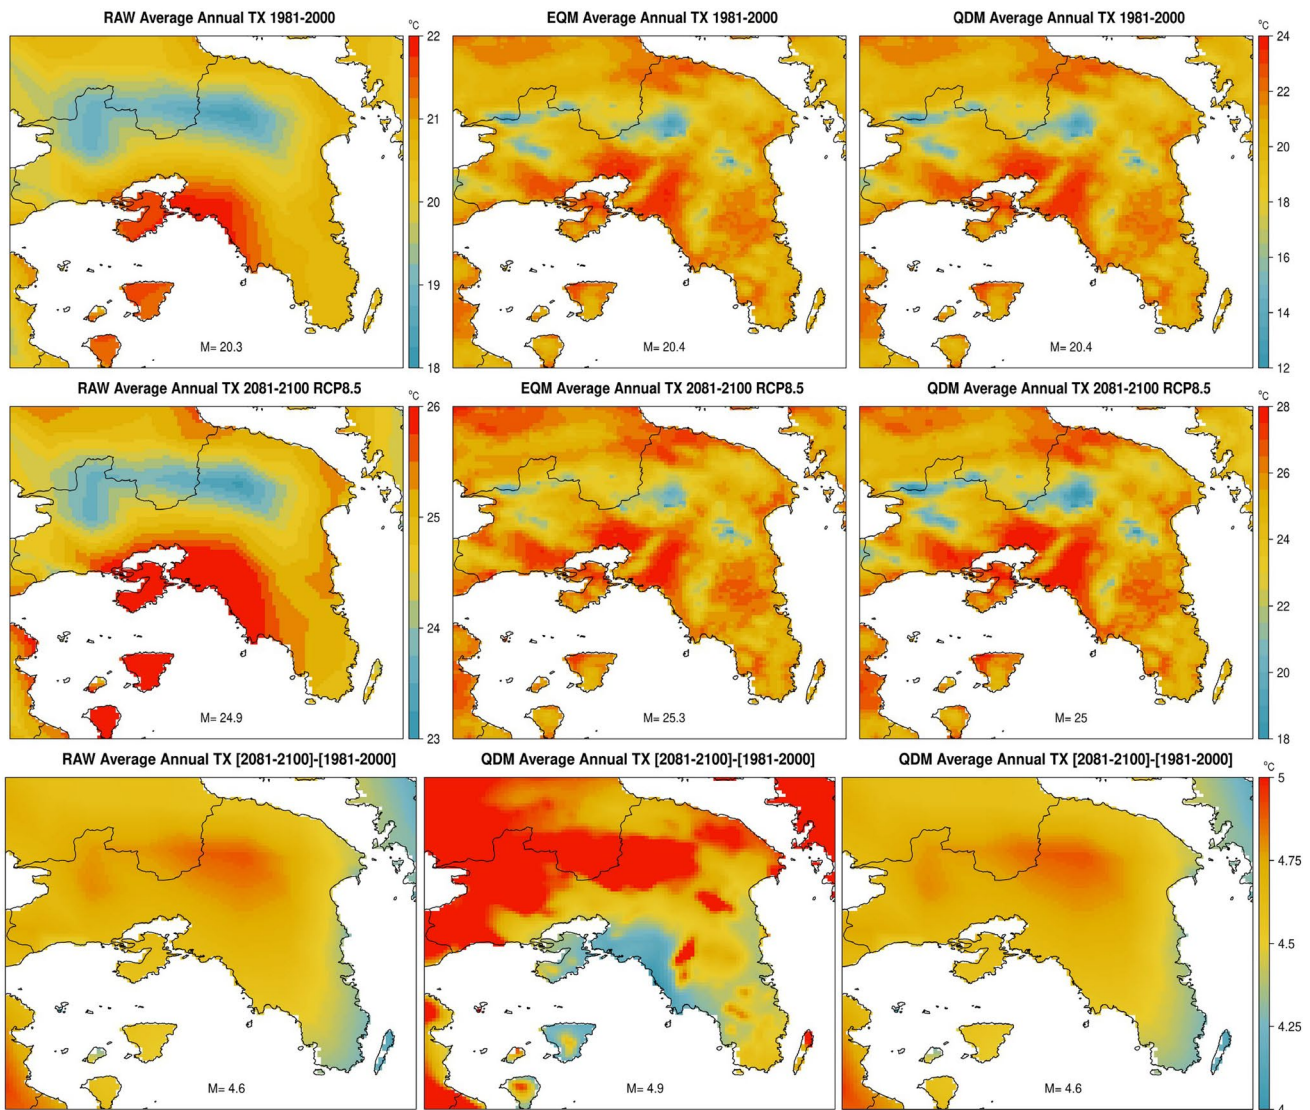 RAW Average Annual TX 1981-2000
EQM Average Annual TX 1981-2000
QDM Average Annual TX 1981-2000
ºC
22
21
20
19
18
M= 20.3
M= 20.4
M= 20.4
ºC
24
22
20
18
16
14
12
RAW Average Annual TX 2081-2100 RCP8.5
EQM Average Annual TX 2081-2100 RCP8.5
QDM Average Annual TX 2081-2100 RCP8.5
ºC
26
25
24
23
M= 24.9
M= 25.3
M= 25
ºC
28
26
24
22
20
18
RAW Average Annual TX [2081-2100]-[1981-2000]
QDM Average Annual TX [2081-2100]-[1981-2000]
QDM Average Annual TX [2081-2100]-[1981-2000]
ºC
5
4.75
4.5
4.25
4
M= 4.6
M= 4.9
M= 4.6